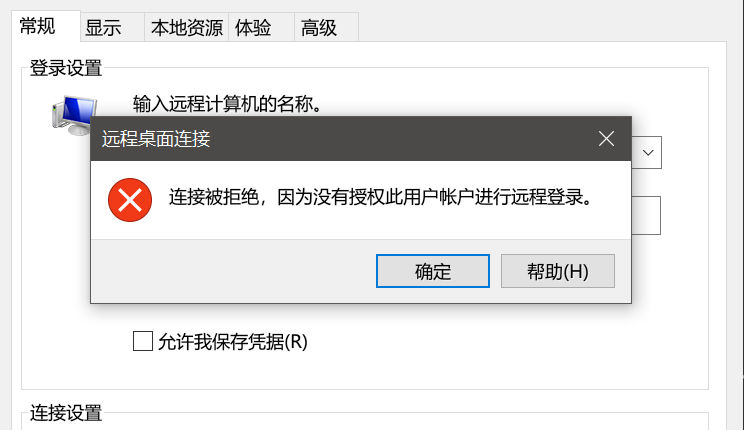 常规 显示 本地资源 体验 高级
登录设置
输入远程计算机的名称。
远程桌面连接
连接被拒绝，因为没有授权此用户帐户进行远程登录。
确定 帮助(H)
允许我保存凭据(R)
连接设置